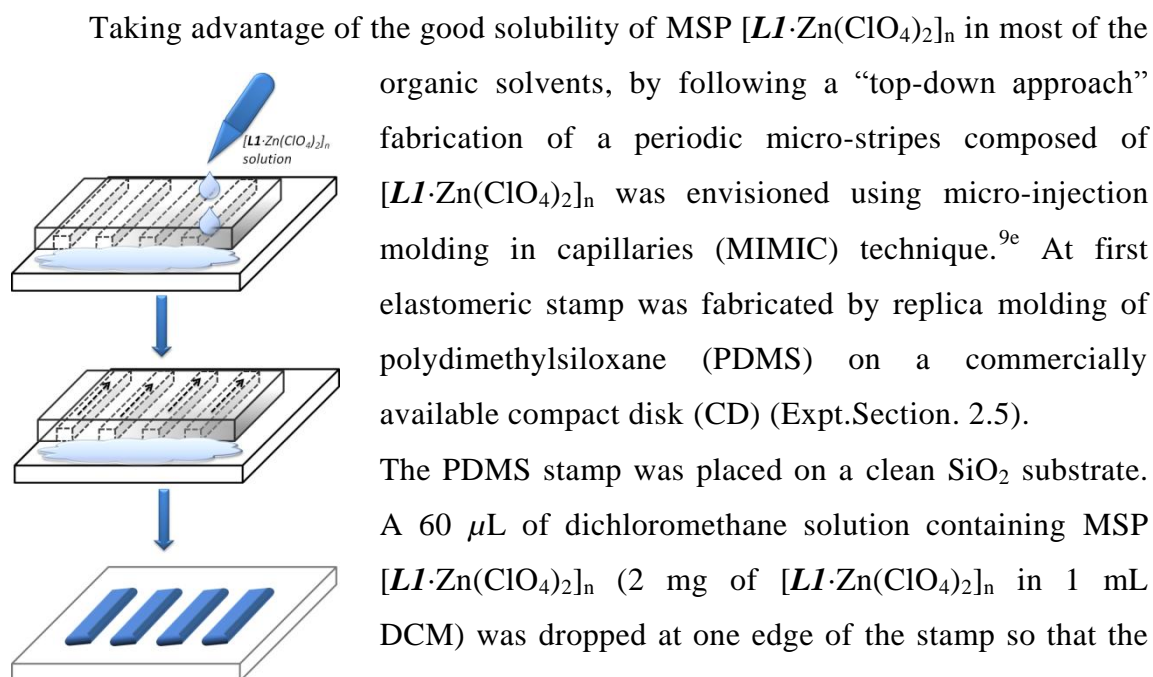 Taking advantage of the good solubility of MSP [L1·Zn(ClO4)2]n in most of the
organic solvents, by following a “top-down approach”
fabrication of a periodic micro-stripes composed of
[L1·Zn(ClO4)2]n was envisioned using micro-injection
molding in capillaries (MIMIC) technique.9e At first
elastomeric stamp was fabricated by replica molding of
polydimethylsiloxane (PDMS) on a commercially
available compact disk (CD) (Expt.Section. 2.5).
The PDMS stamp was placed on a clean SiO2 substrate.
A 60 μL of dichloromethane solution containing MSP
[L1·Zn(ClO4)2]n (2 mg of [L1·Zn(ClO4)2]n in 1 mL
DCM) was dropped at one edge of the stamp so that the
[L1·Zn(ClO4)2]n
solution